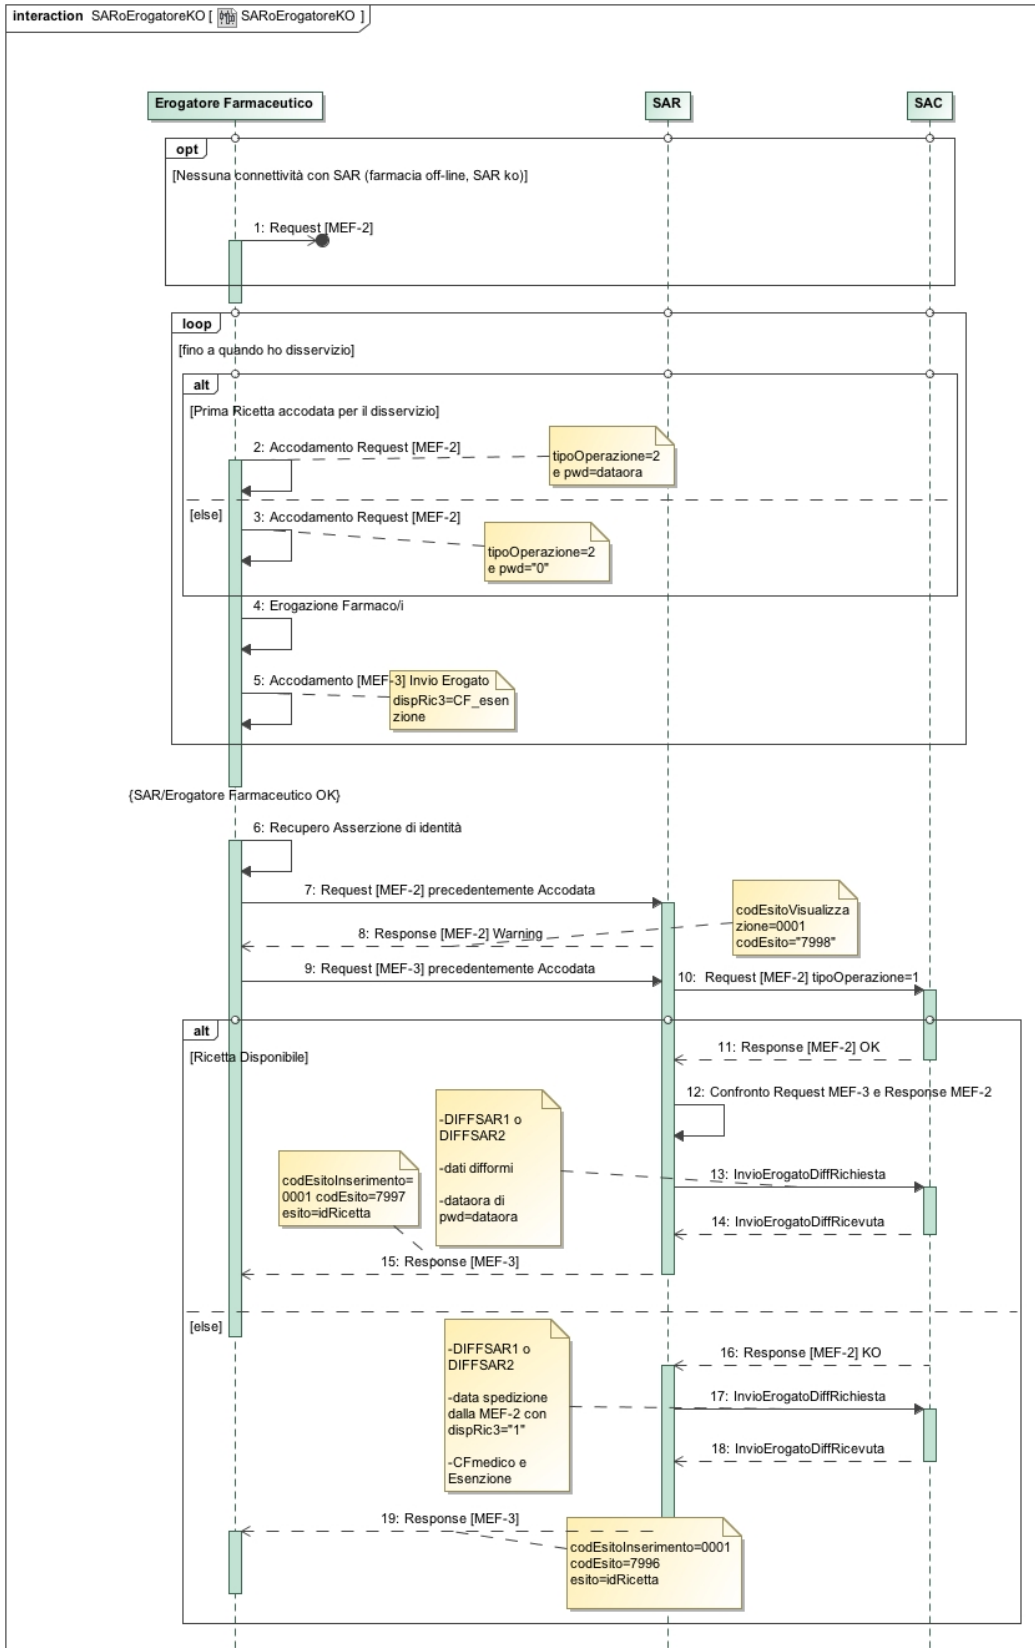 interaction SARoErogatoreKO [ SARoErogatoreKO ]
Erogatore Farmaceutico
SAR
SAC
opt
[Nessuna connettività con SAR (farmacia off-line, SAR ko)]
1: Request [MEF-2]
loop
[fino a quando ho disservizio]
alt
[Prima Ricetta accodata per il disservizio]
2: Accodamento Request [MEF-2]
tipoOperazione=2
e pwd=dataora
[else]
3: Accodamento Request [MEF-2]
tipoOperazione=2
e pwd="0"
4: Erogazione Farmaco/i
5: Accodamento [MEF-3] Invio Erogato
dispRic3=CF_esen
zione
{SAR/Erogatore Farmaceutico OK}
6: Recupero Asserzione di identità
7: Request [MEF-2] precedentemente Accodata
codEsitoVisualizza
zione=0001
codEsito="7998"
8: Response [MEF-2] Warning
9: Request [MEF-3] precedentemente Accodata
10: Request [MEF-2] tipoOperazione=1
alt
[Ricetta Disponibile]
11: Response [MEF-2] OK
12: Confronto Request MEF-3 e Response MEF-2
-DIFFSAR1 o
DIFFSAR2
-dati difformi
-dataora di
pwd=dataora
13: InvioErogatoDiffRichiesta
codEsitoInserimento=
0001 codEsito=7997
esito=idRicetta
14: InvioErogatoDiffRicevuta
15: Response [MEF-3]
[else]
-DIFFSAR1 o
DIFFSAR2
-data spedizione
dalla MEF-2 con
dispRic3="1"
-CFmedico e
Esenzione
16: Response [MEF-2] KO
17: InvioErogatoDiffRichiesta
18: InvioErogatoDiffRicevuta
19: Response [MEF-3]
codEsitoInserimento=0001
codEsito=7996
esito=idRicetta